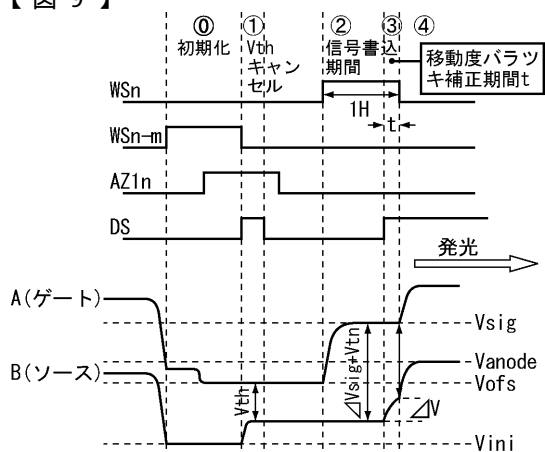 【図9】
⓪ ① ② ③ ④
初期化
Vth
キャン
セル
信号書込
期間
移動度バラツ
キ補正期間t
WSn
1H
t
WSn-m
AZ1n
DS
発光
A(ゲート)
Vsig
Vanode
B(ソース)
Vofs
Vth
⊿Vsig+Vtn
⊿V
Vini